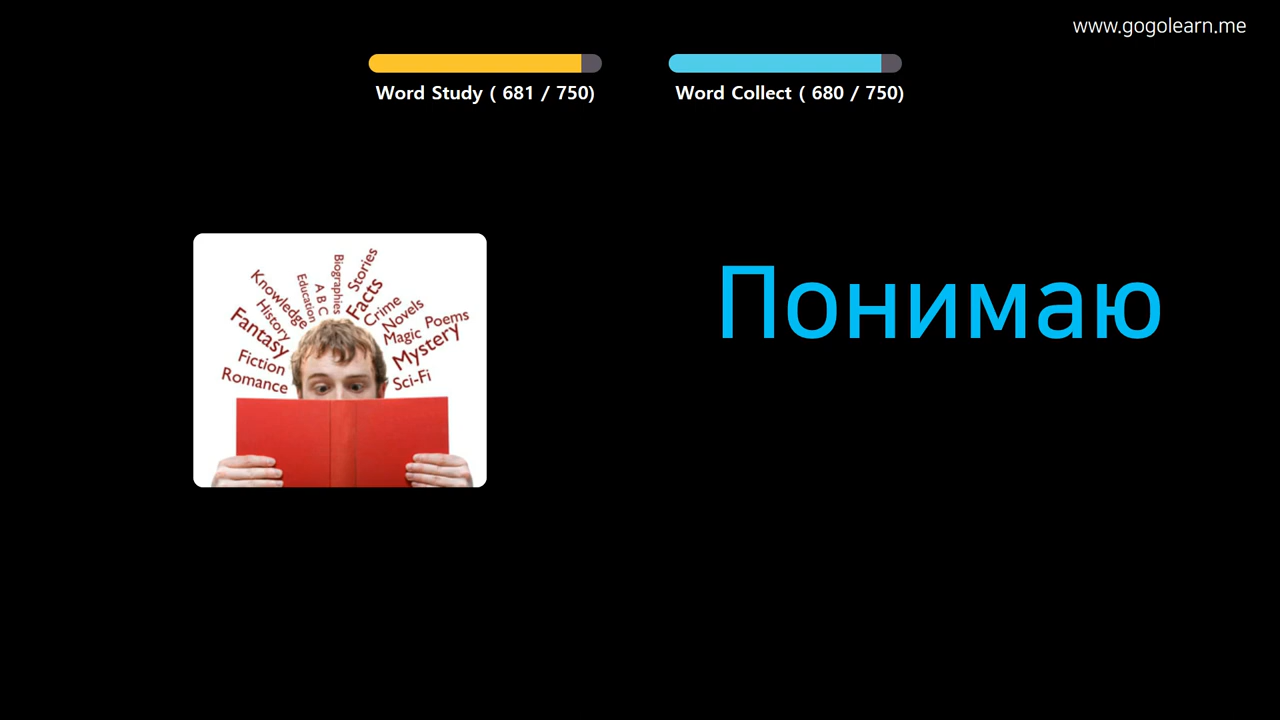 www.gogolearn.me
Word Study ( 681 / 750)
Word Collect ( 680 / 750)
Понимаю
Knowledge
History
Fantasy
Fiction
Romance
Education
A B C
Biographies
Stories
Facts
Crime
Novels
Magic
Poems
Mystery
Sci-Fi